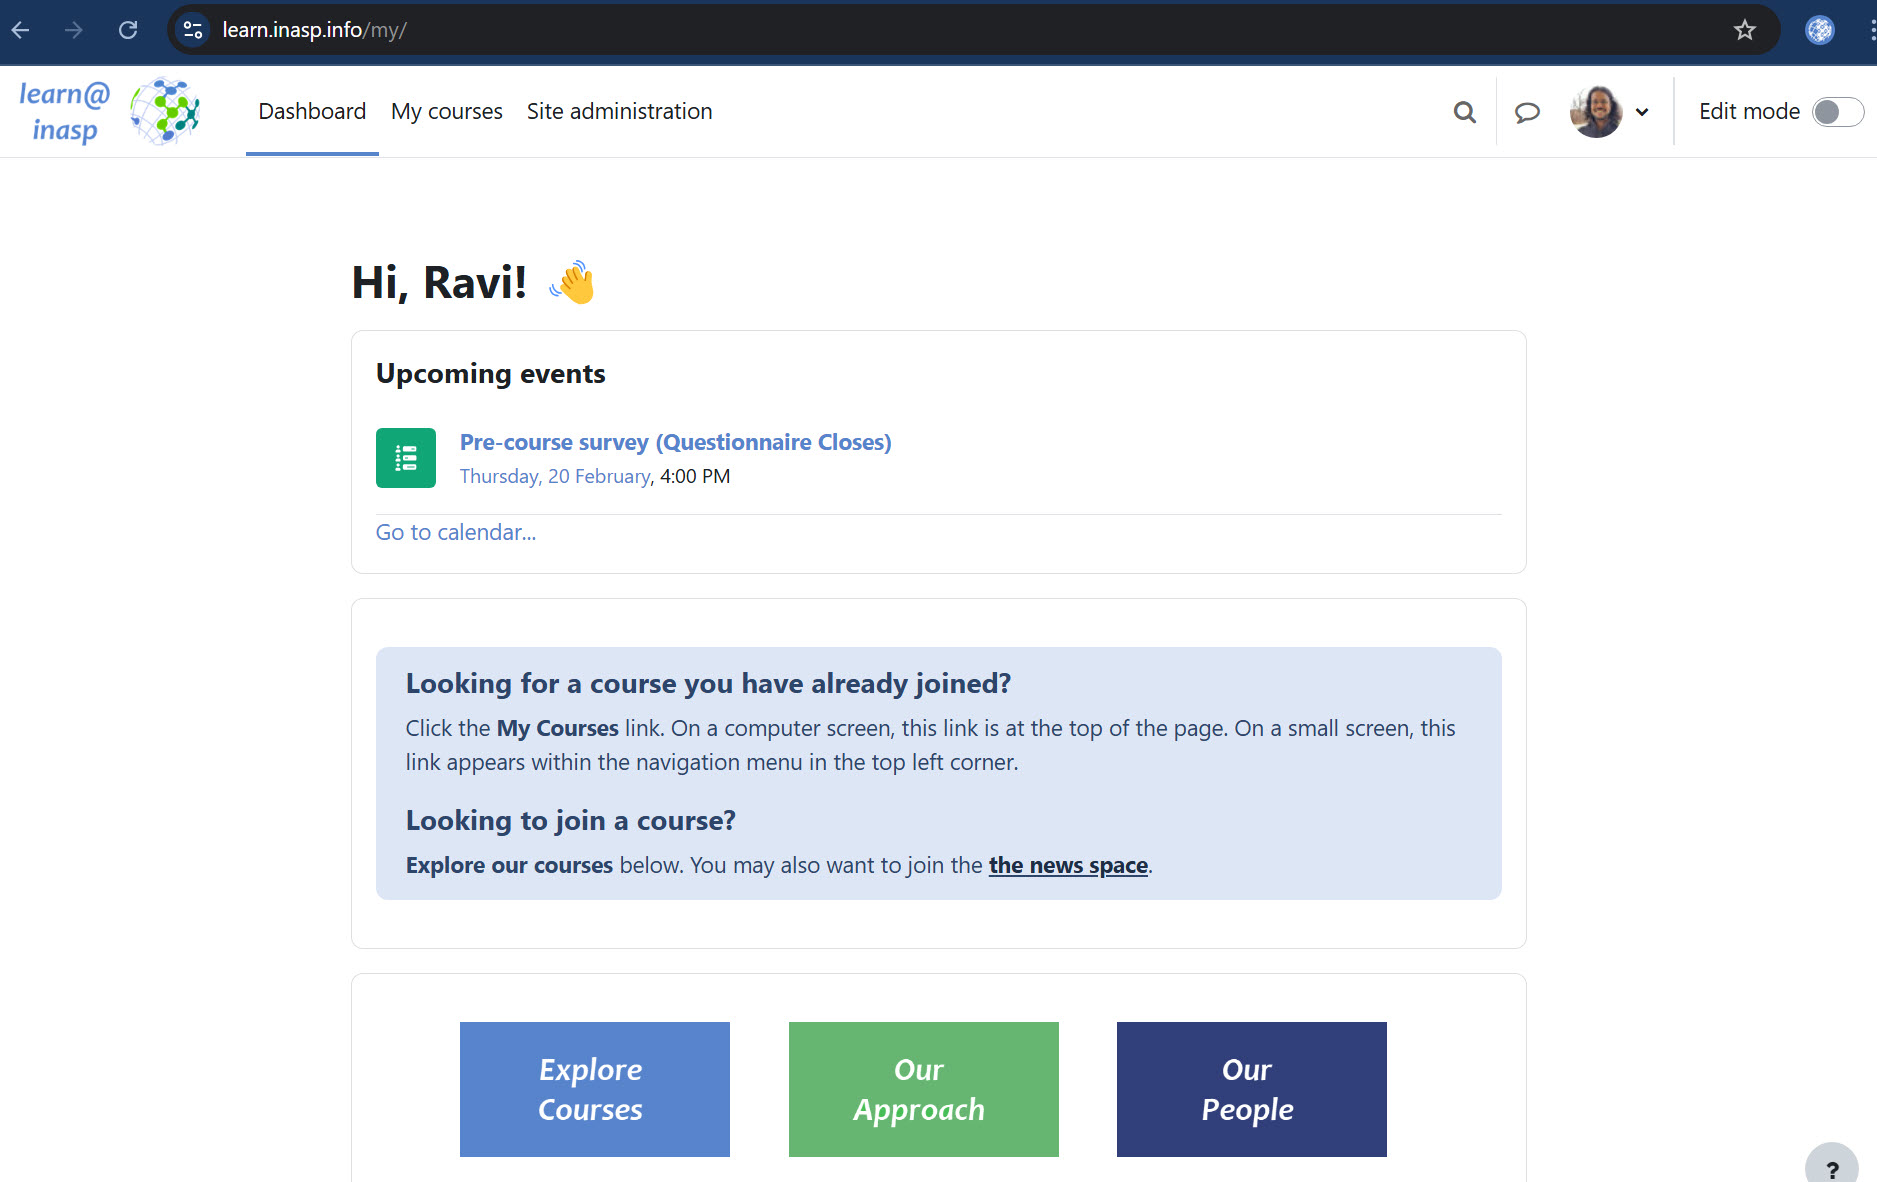 learn.inasp.info/my/
learn@
inasp
Dashboard
My courses
Site administration
Edit mode
Hi, Ravi! 👋
Upcoming events
Pre-course survey (Questionnaire Closes)
Thursday, 20 February, 4:00 PM
Go to calendar...
Looking for a course you have already joined?
Click the My Courses link. On a computer screen, this link is at the top of the page. On a small screen, this
link appears within the navigation menu in the top left corner.
Looking to join a course?
Explore our courses below. You may also want to join the the news space.
Explore
Courses
Our
Approach
Our
People
?